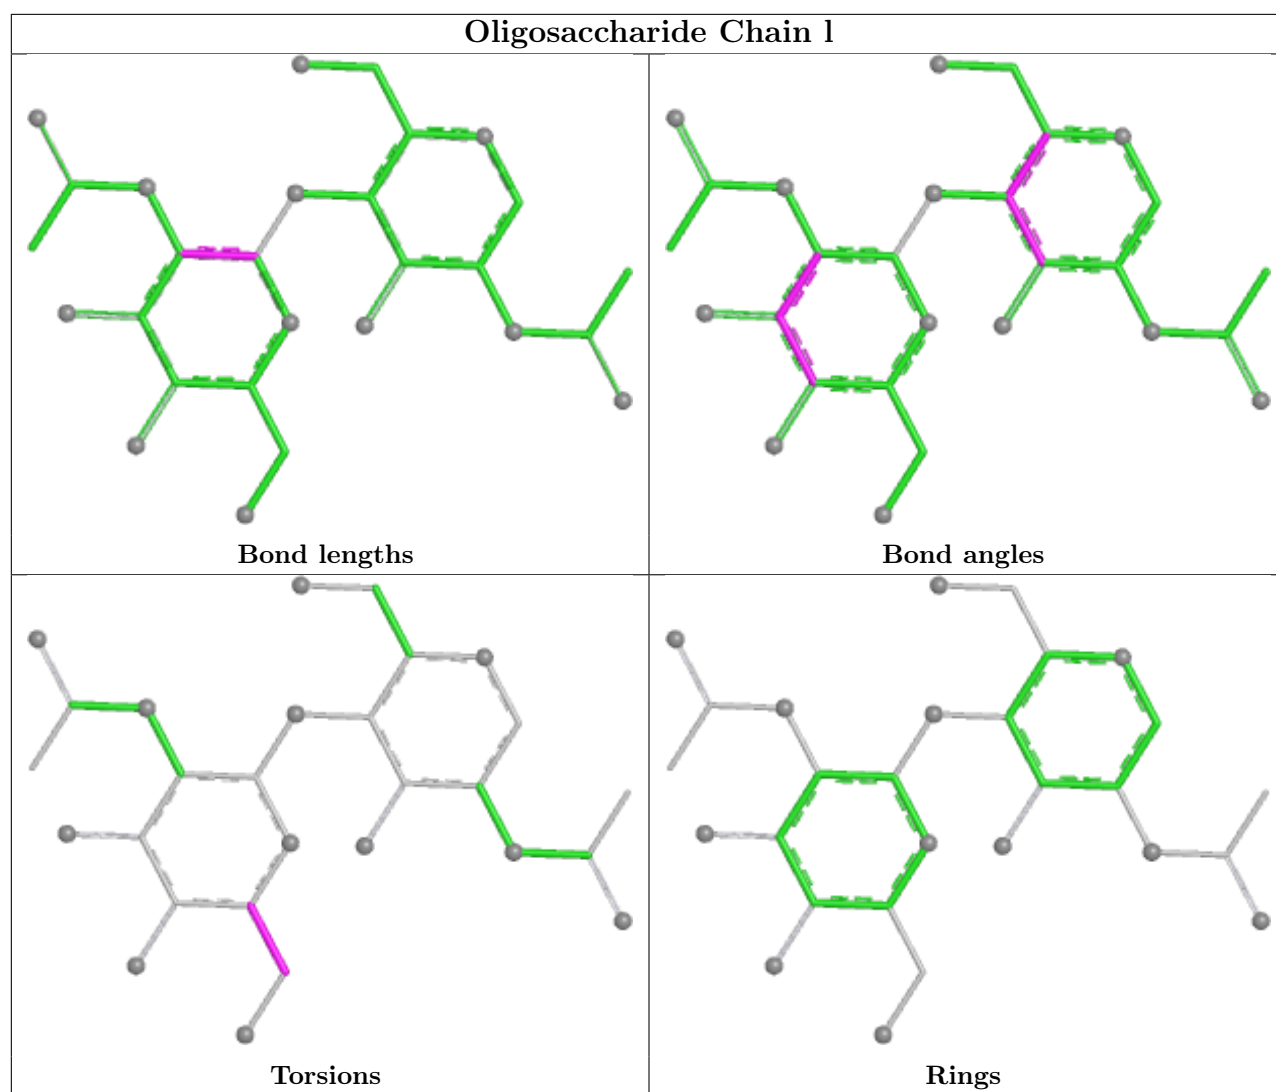 Oligosaccharide Chain l
Bond lengths
Bond angles
Torsions
Rings